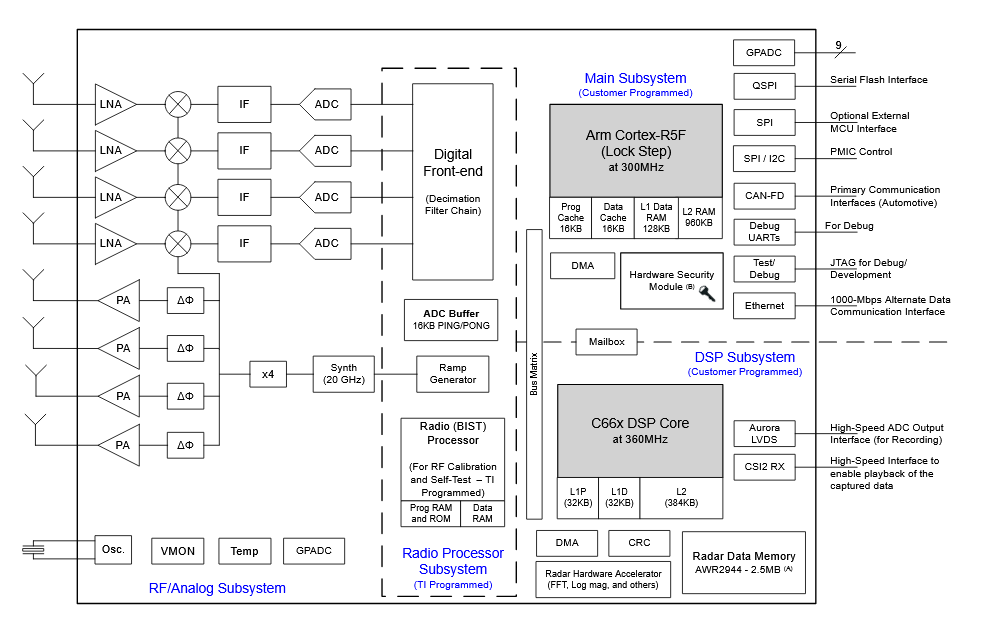 LNA
IF
ADC
LNA
IF
ADC
LNA
IF
ADC
LNA
IF
ADC
PA
ΔΦ
PA
ΔΦ
PA
ΔΦ
PA
ΔΦ
x4
Synth
(20 GHz)
Osc.
VMON
Temp
GPADC
RF/Analog Subsystem
Digital
Front-end
(Decimation
Filter Chain)
ADC Buffer
16KB PING/PONG
Ramp
Generator
Radio (BIST)
Processor
(For RF Calibration
and Self-Test – TI
Programmed)
Prog RAM
and ROM
Data
RAM
Radio Processor
Subsystem
(TI Programmed)
Bus Matrix
Main Subsystem
(Customer Programmed)
Arm Cortex-R5F
(Lock Step)
at 300MHz
Prog
Cache
16KB
Data
Cache
16KB
L1 Data
RAM
128KB
L2 RAM
960KB
DMA
Hardware Security
Module (B)
Mailbox
DSP Subsystem
(Customer Programmed)
C66x DSP Core
at 360MHz
L1P
(32KB)
L1D
(32KB)
L2
(384KB)
DMA
CRC
Radar Hardware Accelerator
(FFT, Log mag, and others)
Radar Data Memory
AWR2944 - 2.5MB (A)
GPADC
9
QSPI
Serial Flash Interface
SPI
Optional External
MCU Interface
SPI / I2C
PMIC Control
CAN-FD
Primary Communication
Interfaces (Automotive)
Debug
UARTs
For Debug
Test/
Debug
JTAG for Debug/
Development
Ethernet
1000-Mbps Alternate Data
Communication Interface
Aurora
LVDS
High-Speed ADC Output
Interface (for Recording)
CSI2 RX
High-Speed Interface to
enable playback of the
captured data